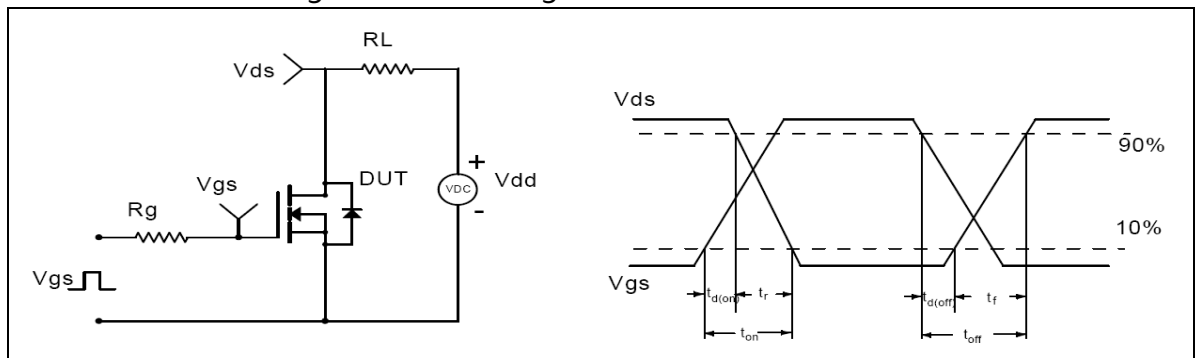 RL
Vds
Vds
90%
+
Vgs
DUT
VDC
Vdd
Rg
-
10%
Vgs
Vgs
td(on)
tr
td(off)
tf
ton
toff